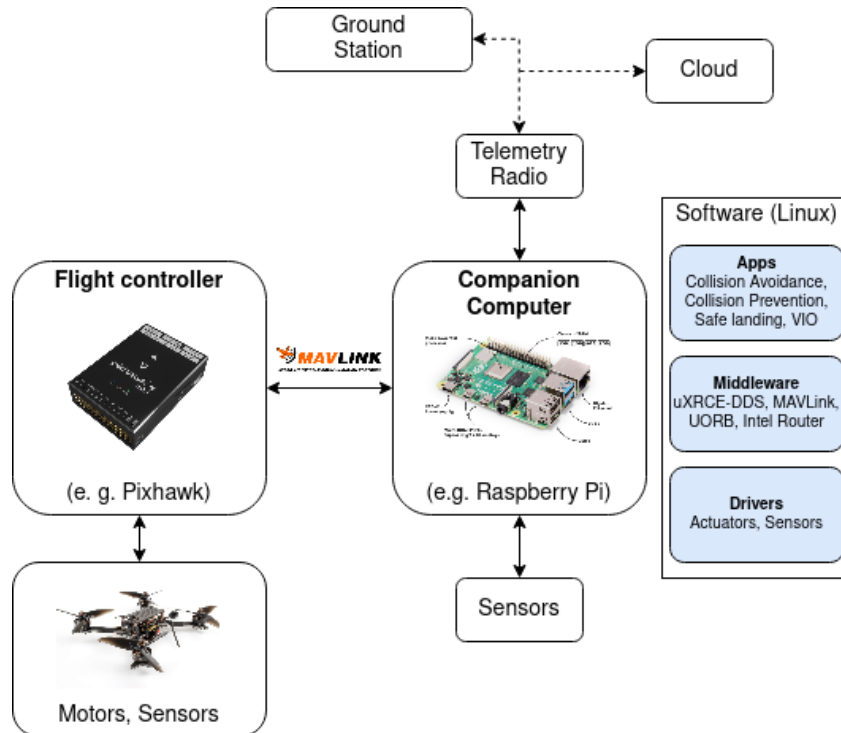 Ground
Station
Cloud
Telemetry
Radio
Software (Linux)
Apps
Collision Avoidance,
Collision Prevention,
Safe landing, VIO
Middleware
uXRCE-DDS, MAVLink,
UORB, Intel Router
Drivers
Actuators, Sensors
Flight controller
(e. g. Pixhawk)
MAVLINK
Companion
Computer
(e.g. Raspberry Pi)
Motors, Sensors
Sensors